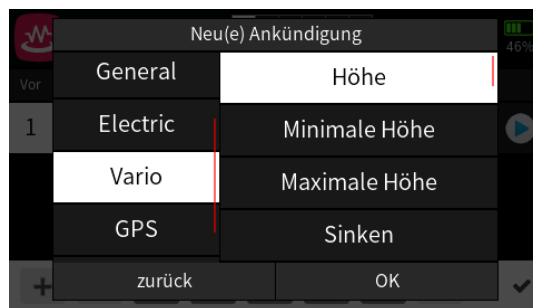 Neu(e) Ankündigung
46%
Vor
General
Höhe
1
Electric
Minimale Höhe
Vario
Maximale Höhe
GPS
Sinken
zurück
OK